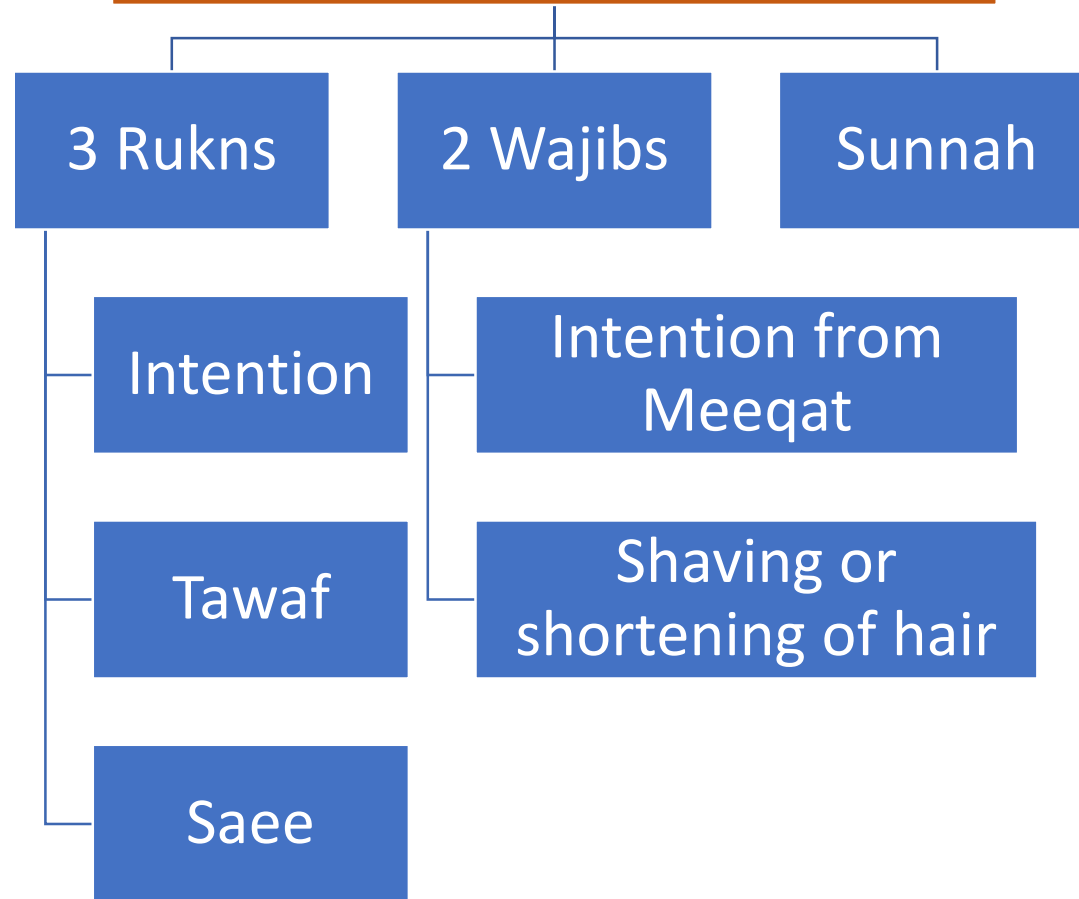 3 Rukns
2 Wajibs
Sunnah
Intention
Tawaf
Saee
Intention from
Meeqat
Shaving or
shortening of hair